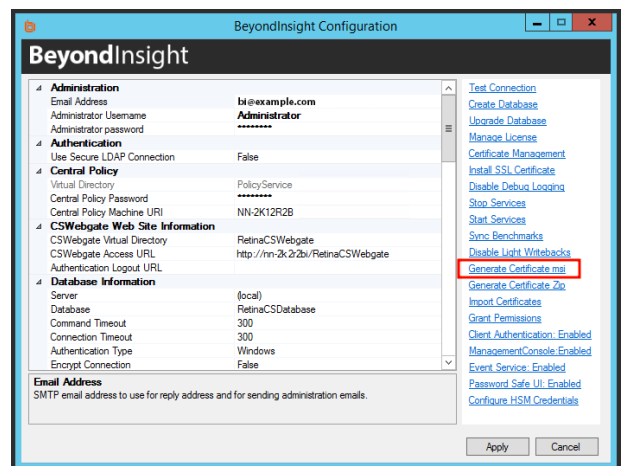 BeyondInsight Configuration
BeyondInsight
Administration
Email Address bi@example.com
Administrator Username Administrator
Administrator password ********
Authentication
Use Secure LDAP Connection False
Central Policy
Virtual Directory PolicyService
Central Policy Password ********
Central Policy Machine URI NN-2K12R2B
CSWebgate Web Site Information
CSWebgate Virtual Directory RetinaCSWebgate
CSWebgate Access URL http://nn-2k2r2bi/RetinaCSWebgate
Authentication Logout URL
Database Information
Server (local)
Database RetinaCSDatabase
Command Timeout 300
Connection Timeout 300
Authentication Type Windows
Encrypt Connection False
Email Address
SMTP email address to use for reply address and for sending administration emails.
Test Connection
Create Database
Upgrade Database
Manage License
Certificate Management
Install SSL Certificate
Disable Debug Logging
Stop Services
Start Services
Sync Benchmarks
Disable Light Writebacks
Generate Certificate msi
Generate Certificate Zip
Import Certificates
Grant Permissions
Client Authentication: Enabled
ManagementConsole:Enabled
Event Service: Enabled
Password Safe UI: Enabled
Configure HSM Credentials
Apply Cancel